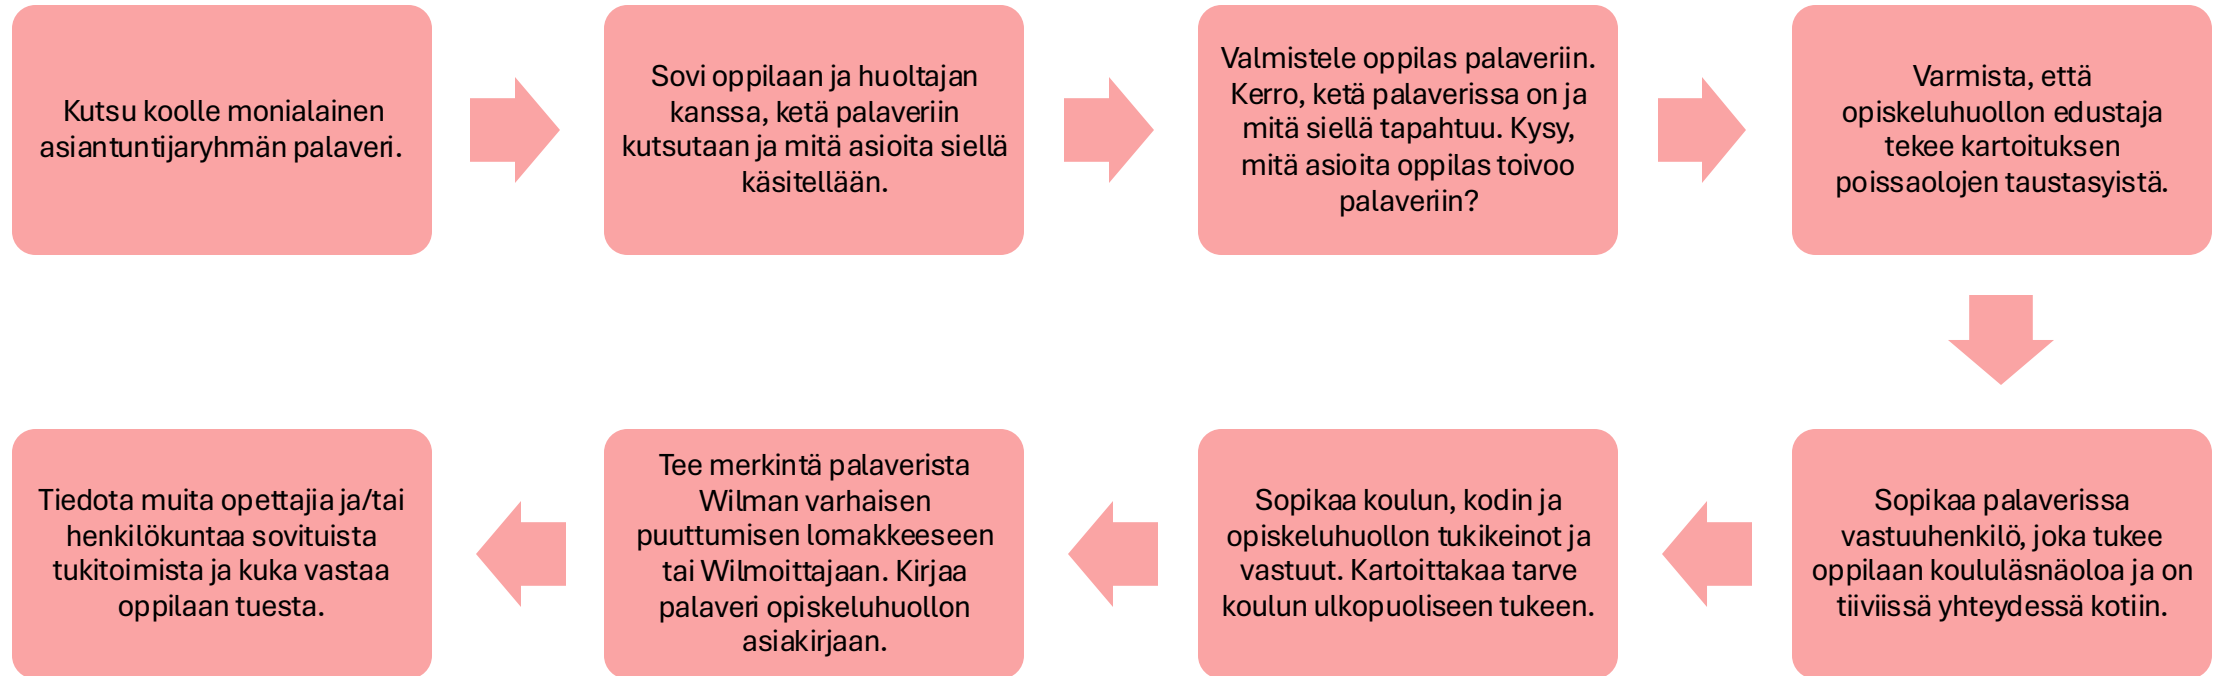 Kutsu koolle monialainen
asiantuntijaryhmän palaveri.
Sovi oppilaan ja huoltajan
kanssa, ketä palaveriin
kutsutaan ja mitä asioita siellä
käsitellään.
Valmistele oppilas palaveriin.
Kerro, ketä palaverissa on ja
mitä siellä tapahtuu. Kysy,
mitä asioita oppilas toivoo
palaveriin?
Varmista, että
opiskeluhuollon edustaja
tekee kartoituksen
poissaolojen taustasyistä.
Sopikaa palaverissa
vastuuhenkilö, joka tukee
oppilaan koululäsnäoloa ja on
tiiviissä yhteydessä kotiin.
Sopikaa koulun, kodin ja
opiskeluhuollon tukikeinot ja
vastuut. Kartoittakaa tarve
koulun ulkopuoliseen tukeen.
Tee merkintä palaverista
Wilman varhaisen
puuttumisen lomakkeeseen
tai Wilmoittajaan. Kirjaa
palaveri opiskeluhuollon
asiakirjaan.
Tiedota muita opettajia ja/tai
henkilökuntaa sovituista
tukitoimista ja kuka vastaa
oppilaan tuesta.